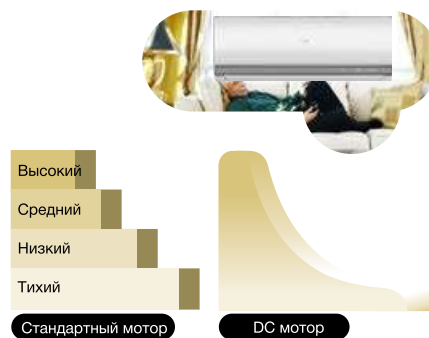 Высокий
Средний
Низкий
Тихий
Стандартный мотор
DC мотор